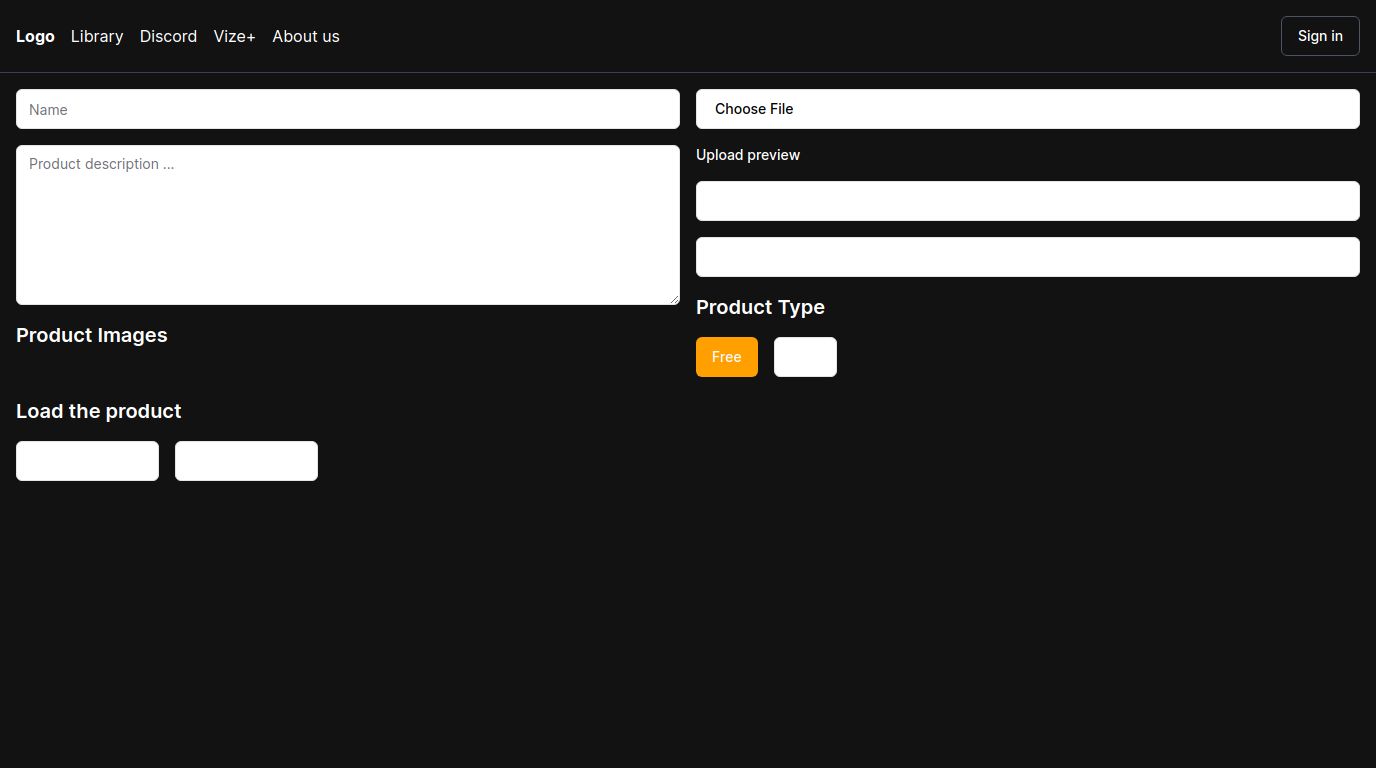 Logo Library Discord Vize+ About us Sign in
Name
Choose File
Product description ...
Upload preview
Product Images
Product Type
Free
Load the product